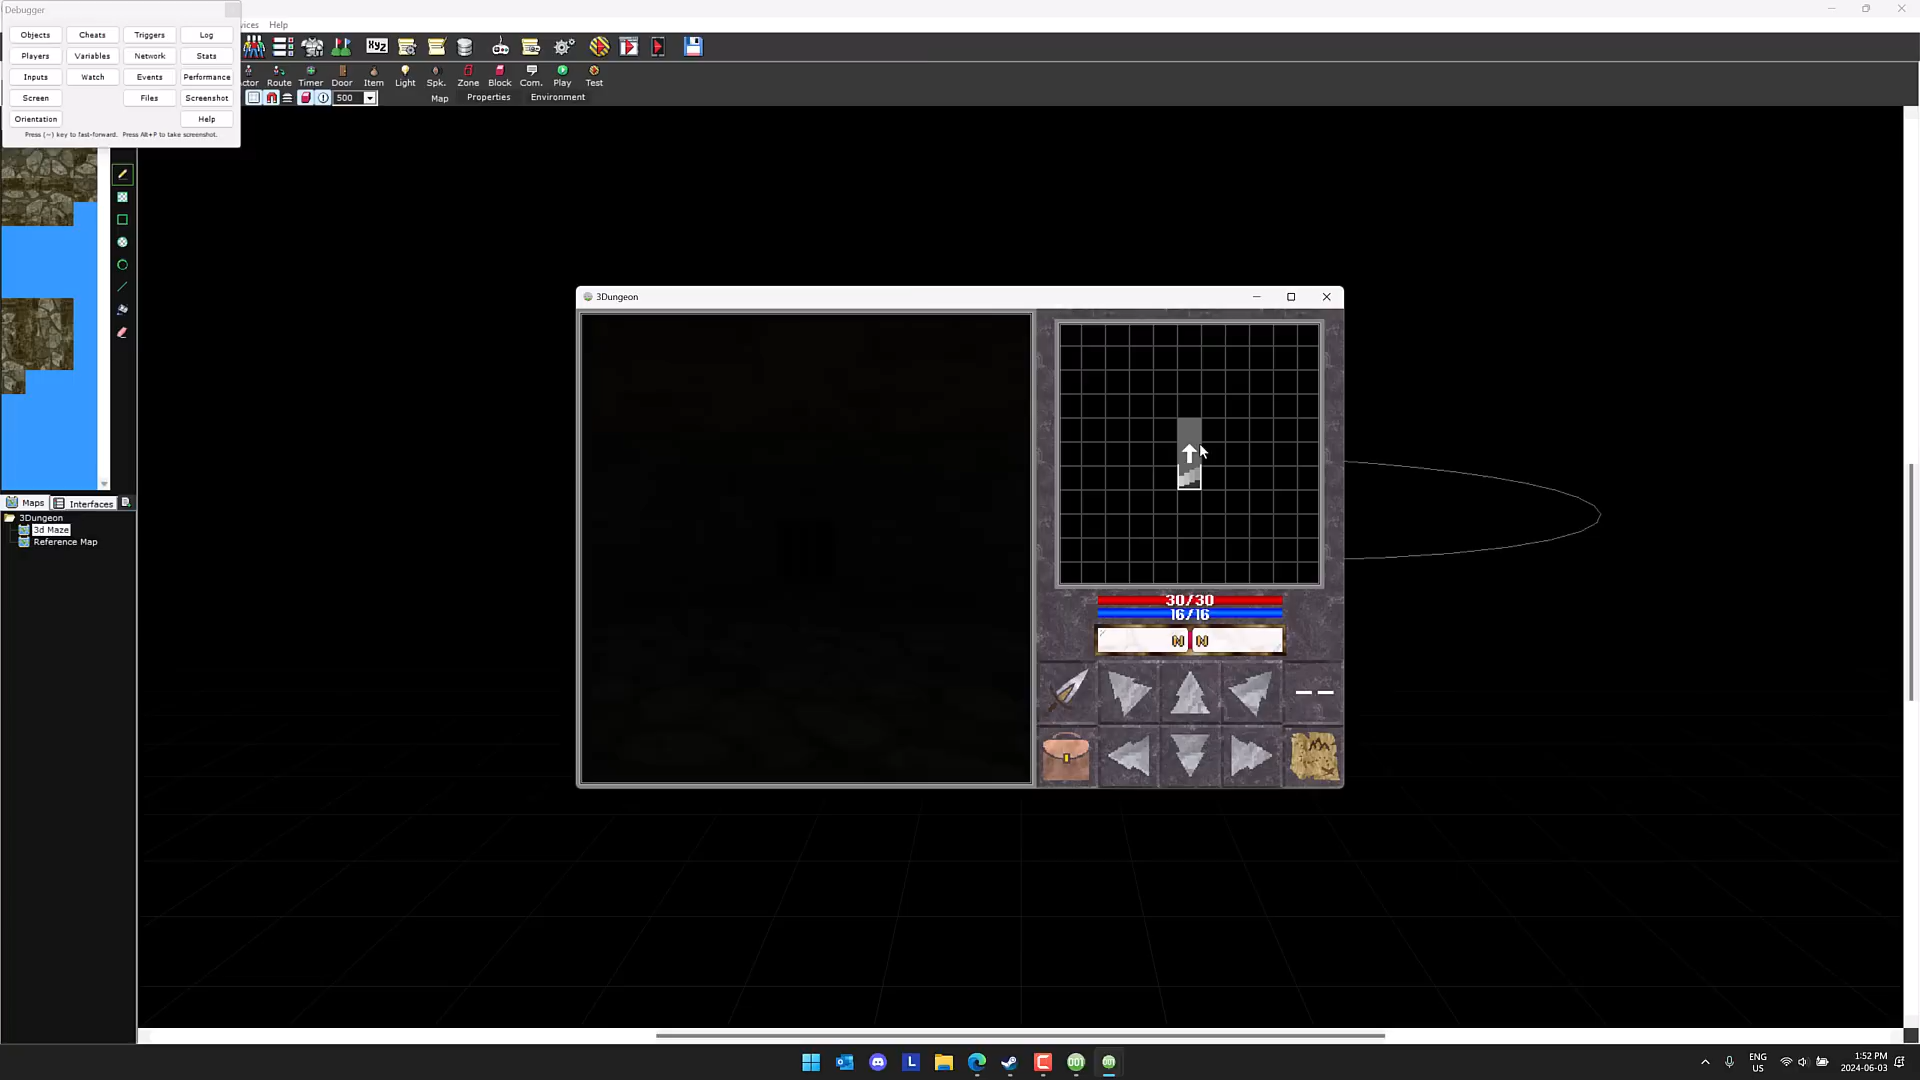 Debugger
vices Help
Objects Cheats Triggers Log
Players Variables Network Stats
Inputs Watch Events Performance
Screen Files Screenshot
Orientation Help
Press (~) key to fast-forward. Press Alt+P to take screenshot.
XYZ
ctor Route Timer Door Item Light Spk. Zone Block Com. Play Test
500 Map Properties Environment
3Dungeon
30/30
16/16
N N
Maps Interfaces
3Dungeon
3d Maze
Reference Map
L
ENG
US
1:52 PM
2024-06-03